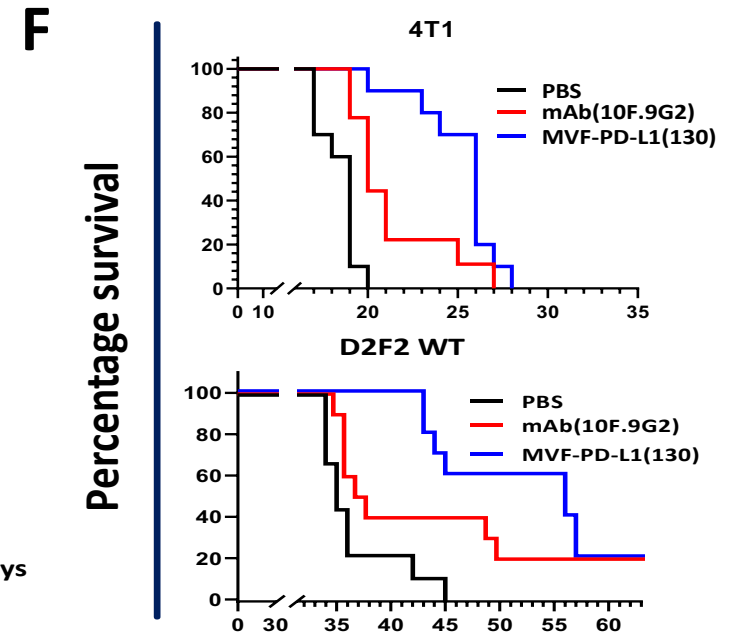 F
4T1
Percentage survival
100
80
60
40
20
0
PBS
mAb(10F.9G2)
MVF-PD-L1(130)
0 10 20 25 30 35
D2F2 WT
100
80
60
40
20
0
PBS
mAb(10F.9G2)
MVF-PD-L1(130)
0 30 35 40 45 50 55 60
ys